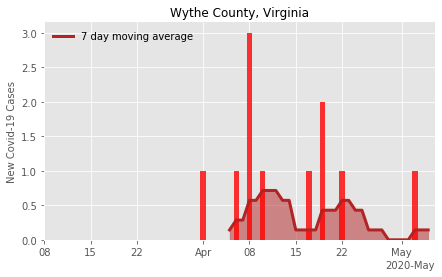 Wythe County, Virginia
7 day moving average
New Covid-19 Cases
3.0
2.5
2.0
1.5
1.0
0.5
0.0
08 15 22 Apr 08 15 22 May
2020-May